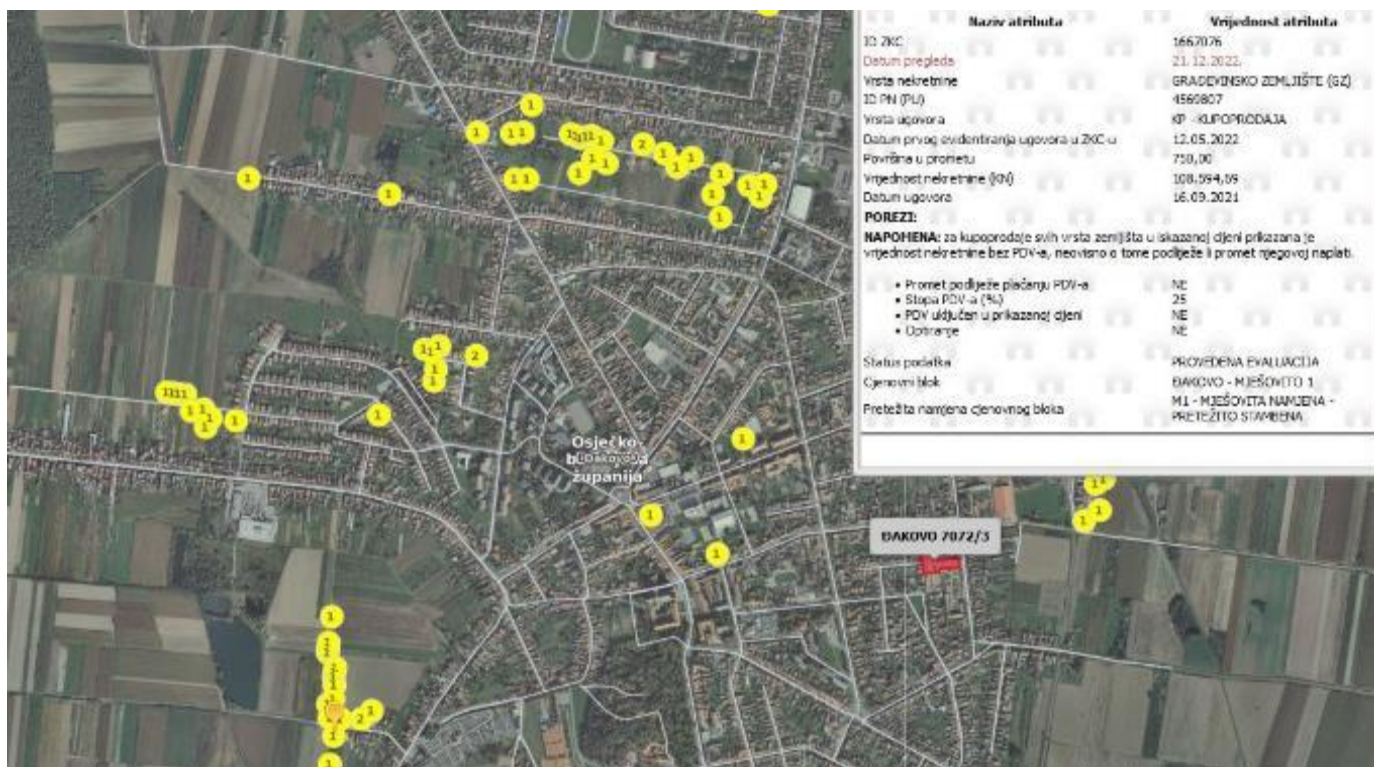 Naziv atributa Vrijednost atributa
ID ZKC 1667076
Datum pregleda 21.12.2022.
Vrsta nekretnine GRAĐEVINSKO ZEMLJIŠTE (GZ)
ID PN (PU) 4569807
Vrsta ugovora KP - KUPOPRODAJA
Datum prvog evidentiranja ugovora u ZKC-u 12.05.2022
Površina u prometu 750,00
Vrijednost nekretnine (KN) 108.594,69
Datum ugovora 16.09.2021
POREZI:
NAPOMENA: za kupoprodaje svih vrsta zemljišta u iskazanoj cijeni prikazana je
vrijednost nekretnine bez PDV-a, neovisno o tome podliježe li promet njegovoj naplati.
• Promet podliježe plaćanju PDV-a NE
• Stopa PDV-a (%) 25
• PDV uključen u prikazanoj cijeni NE
• Optiranje NE
Status podatka PROVEDENA EVALUACIJA
Cjenovni blok ĐAKOVO - MJEŠOVITO 1
Pretežita namjena cjenovnog bloka M1 - MJEŠOVITA NAMJENA -
PRETEŽITO STAMBENA
Osječko-
Đakovo
županija
ĐAKOVO 7072/3